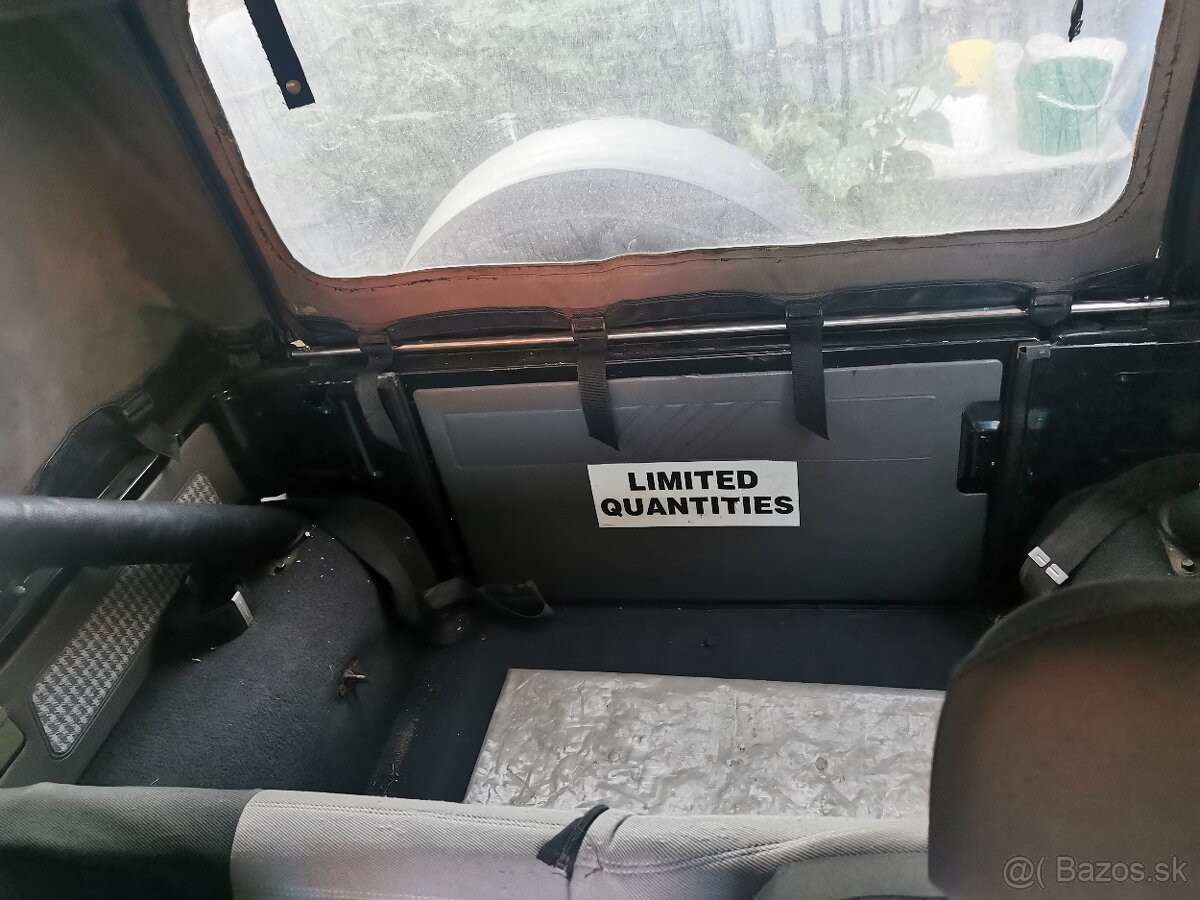 LIMITED
QUANTITIES
@( Bazos.sk